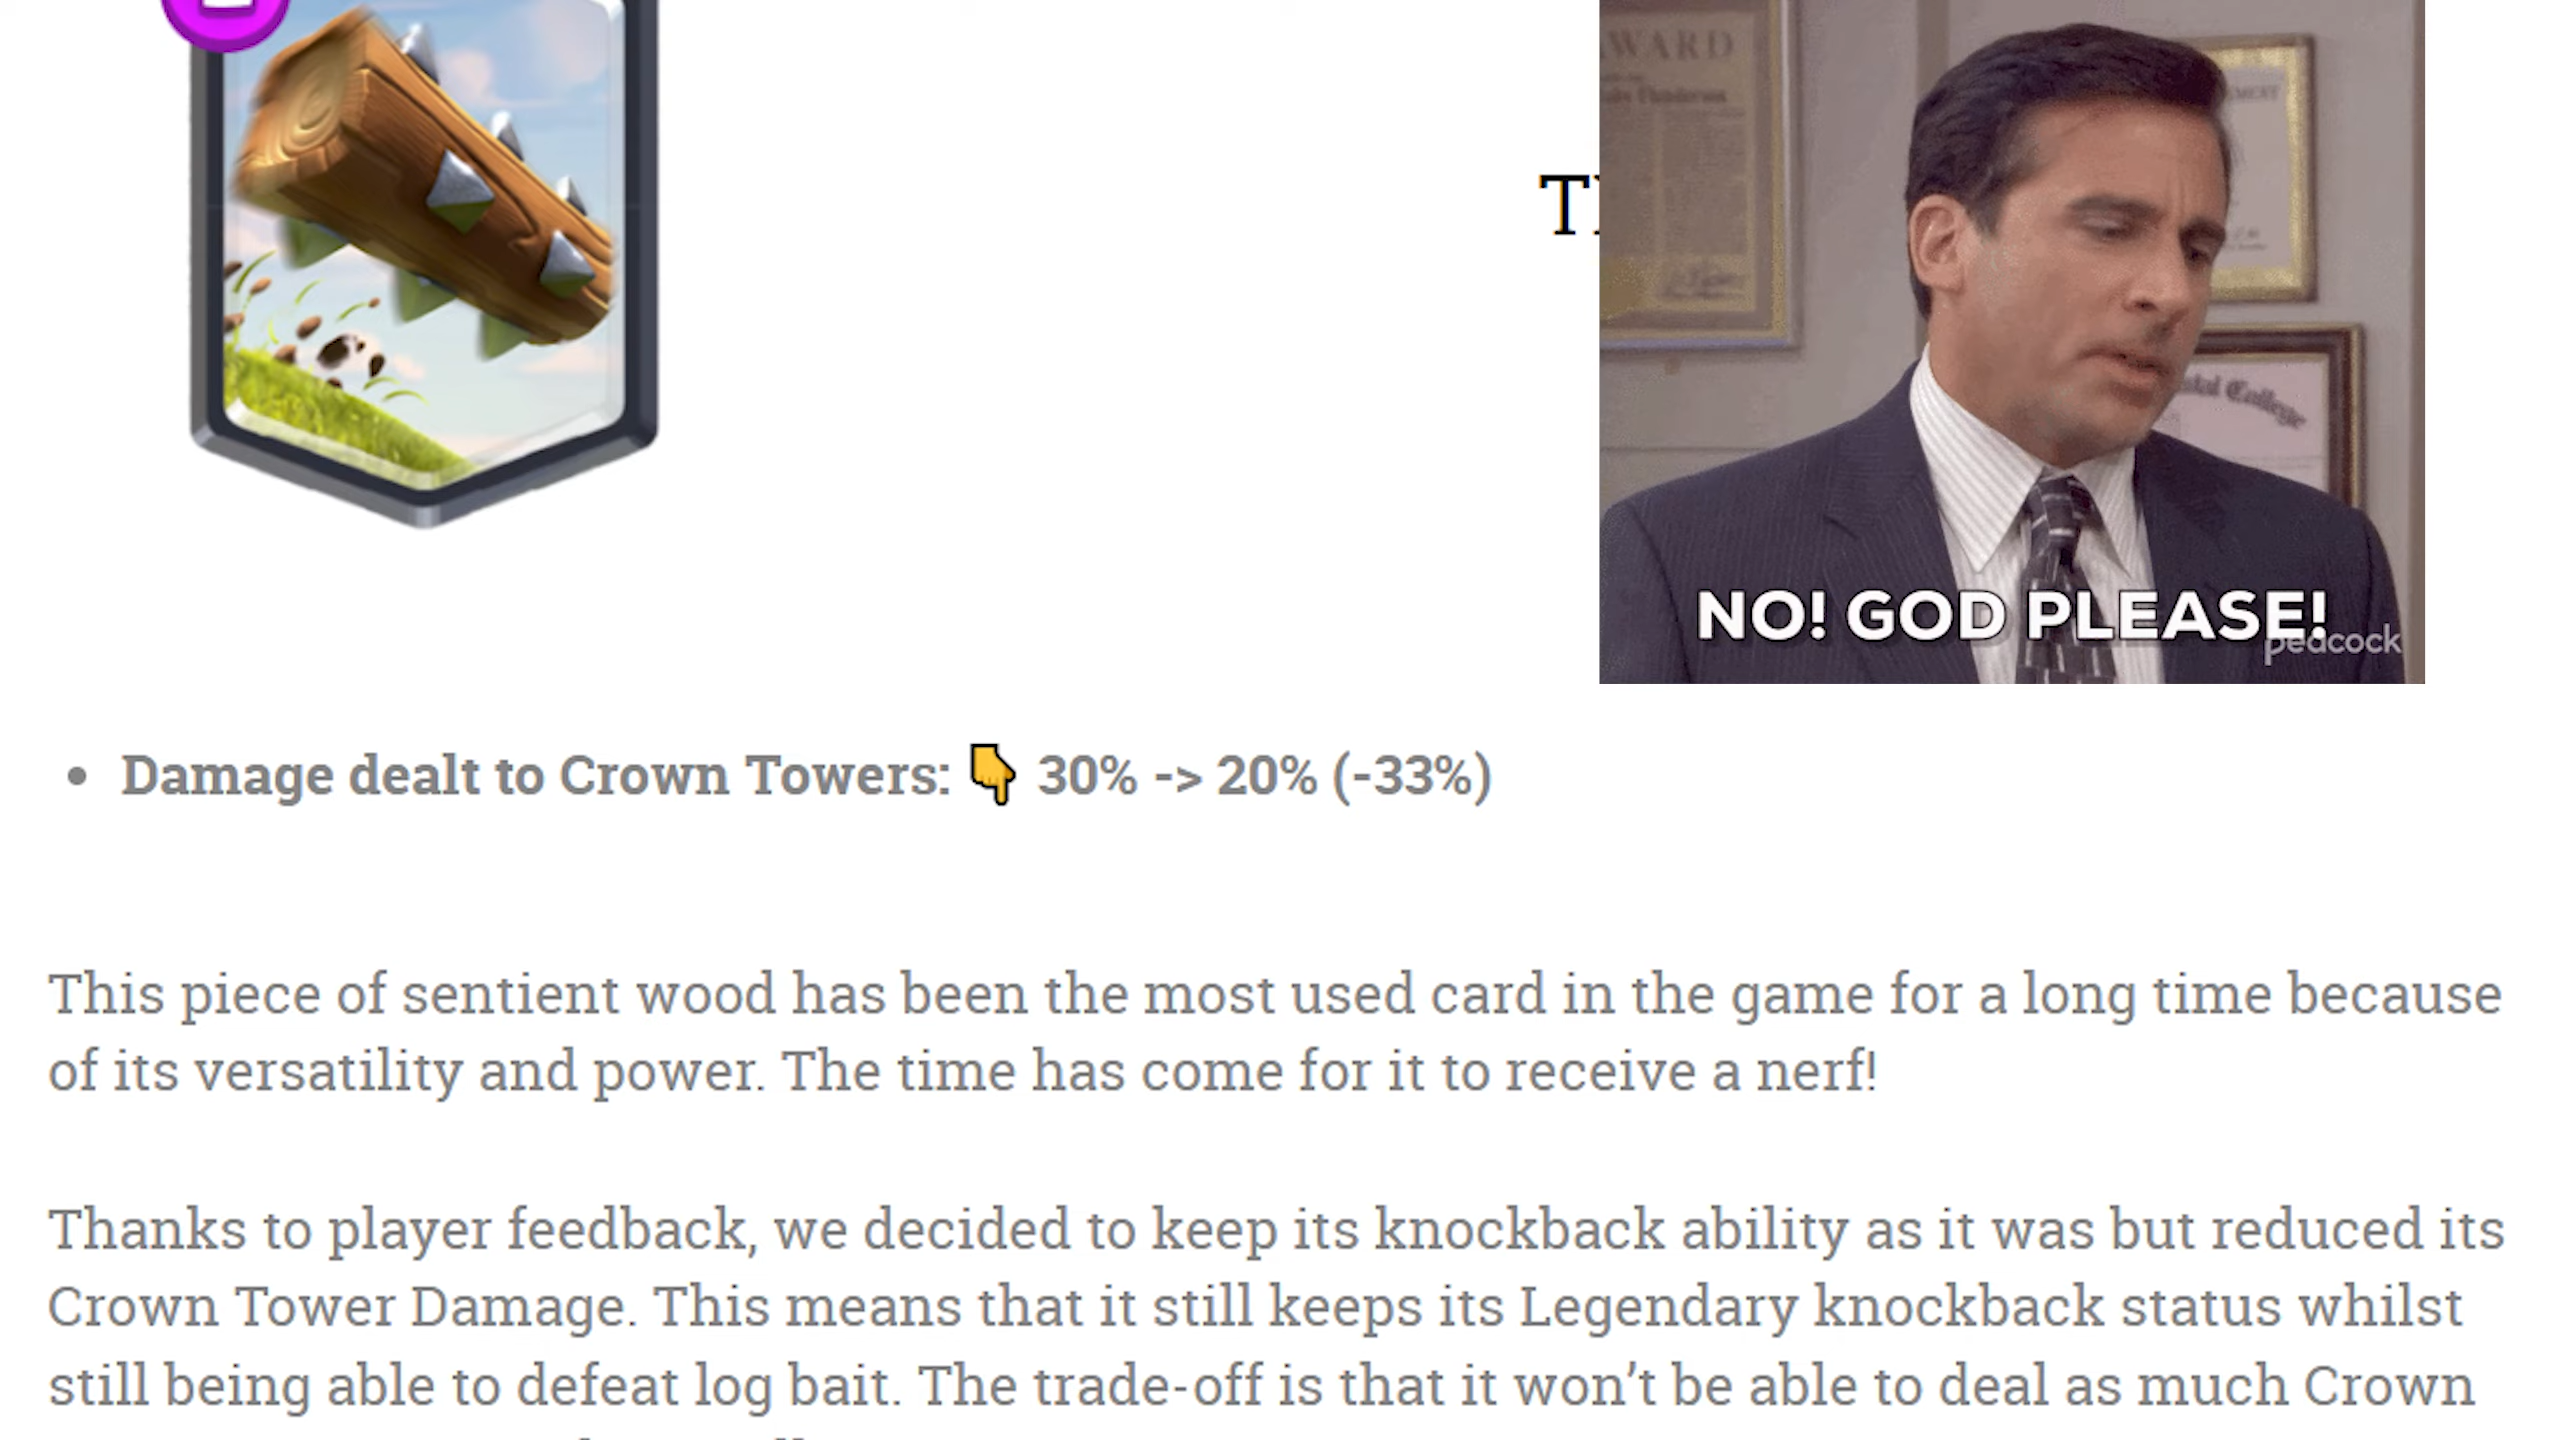 WARD
T
NO! GOD PLEASE!
peacock
College
• Damage dealt to Crown Towers: 👇 30% -> 20% (-33%)
This piece of sentient wood has been the most used card in the game for a long time because
of its versatility and power. The time has come for it to receive a nerf!
Thanks to player feedback, we decided to keep its knockback ability as it was but reduced its
Crown Tower Damage. This means that it still keeps its Legendary knockback status whilst
still being able to defeat log bait. The trade-off is that it won’t be able to deal as much Crown